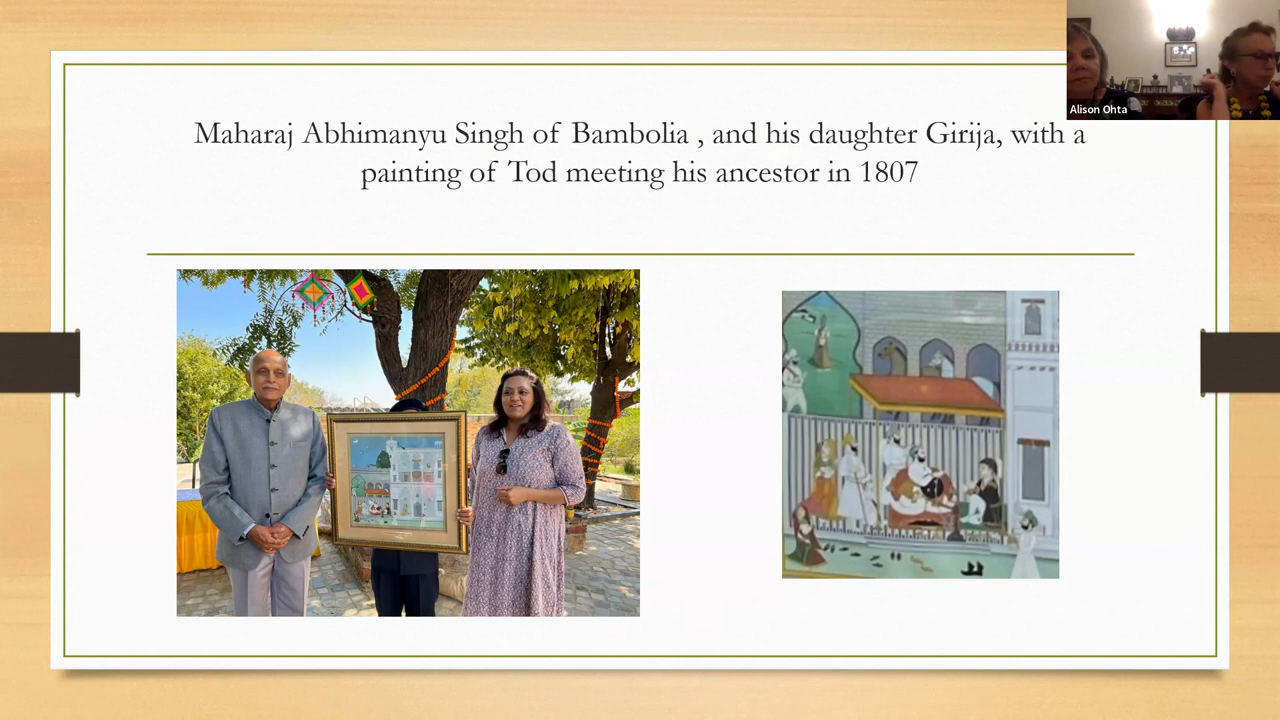 Maharaj Abhimanyu Singh of Bambolia , and his daughter Girija, with a
painting of Tod meeting his ancestor in 1807
Alison Ohta